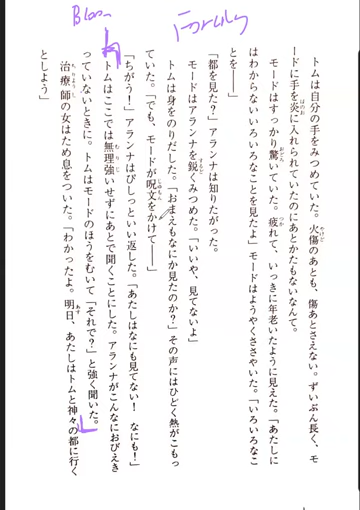 トムは自分の手をみつめていた。火傷のあとも、傷あとさえない。ずいぶん長く、モ
ードに手を炎に入れられていたのにあとかたもないなんて。
モードはすっかり驚いていた。疲れて、いっきに年老いたように見えた。「あたしに
はわからないいろいろなことを見たよ」モードはようやくささやいた。「いろいろなこ
とを――」
「都を見た?」アランナは知りたがった。
モードはアランナを鋭くみつめた。「いいや、見てないよ」
トムは身をのりだした。「おまえもなにか見たのか?」その声にはひどく熱がこもっ
ていた。「でも、モードが呪文をかけて――」
「ちがう!」アランナはぴしっといい返した。「あたしはなにも見てない! なにも!」
トムはここでは無理強いせずにあとで聞くことにした。アランナがこんなにおびえき
っていないときに。トムはモードのほうをむいて「それで?」と強く聞いた。
治療師の女はため息をついた。「わかったよ。明日、あたしはトムと神々の都に行く
としよう」